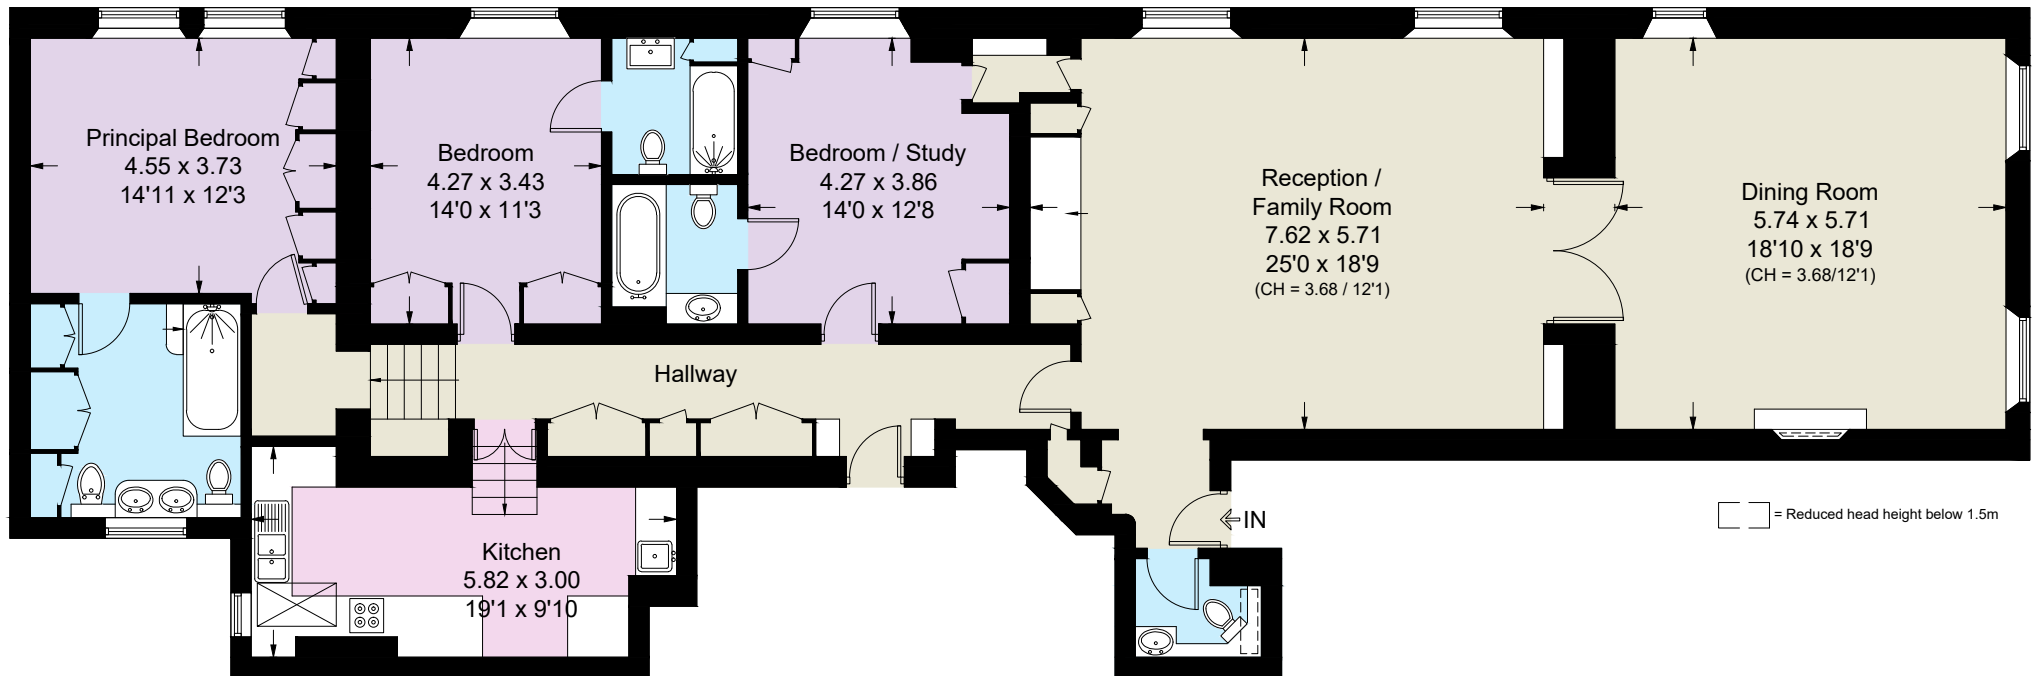 Principal Bedroom
4.55 x 3.73
14'11 x 12'3
Bedroom
4.27 x 3.43
14'0 x 11'3
Bedroom / Study
4.27 x 3.86
14'0 x 12'8
Reception /
Family Room
7.62 x 5.71
25'0 x 18'9
(CH = 3.68 / 12'1)
Dining Room
5.74 x 5.71
18'10 x 18'9
(CH = 3.68/12'1)
Hallway
Kitchen
5.82 x 3.00
19'1 x 9'10
IN
= Reduced head height below 1.5m